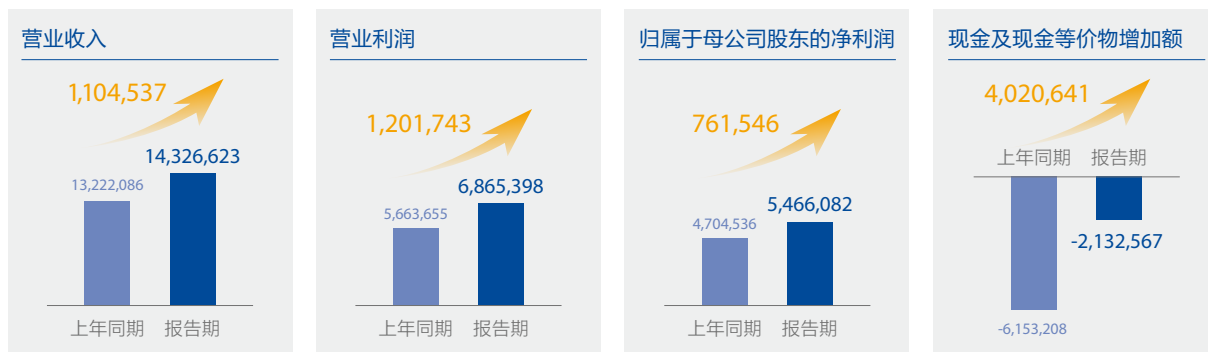 营业收入
1,104,537
14,326,623
13,222,086
上年同期 报告期
营业利润
1,201,743
6,865,398
5,663,655
上年同期 报告期
归属于母公司股东的净利润
761,546
5,466,082
4,704,536
上年同期 报告期
现金及现金等价物增加额
4,020,641
上年同期 报告期
-2,132,567
-6,153,208